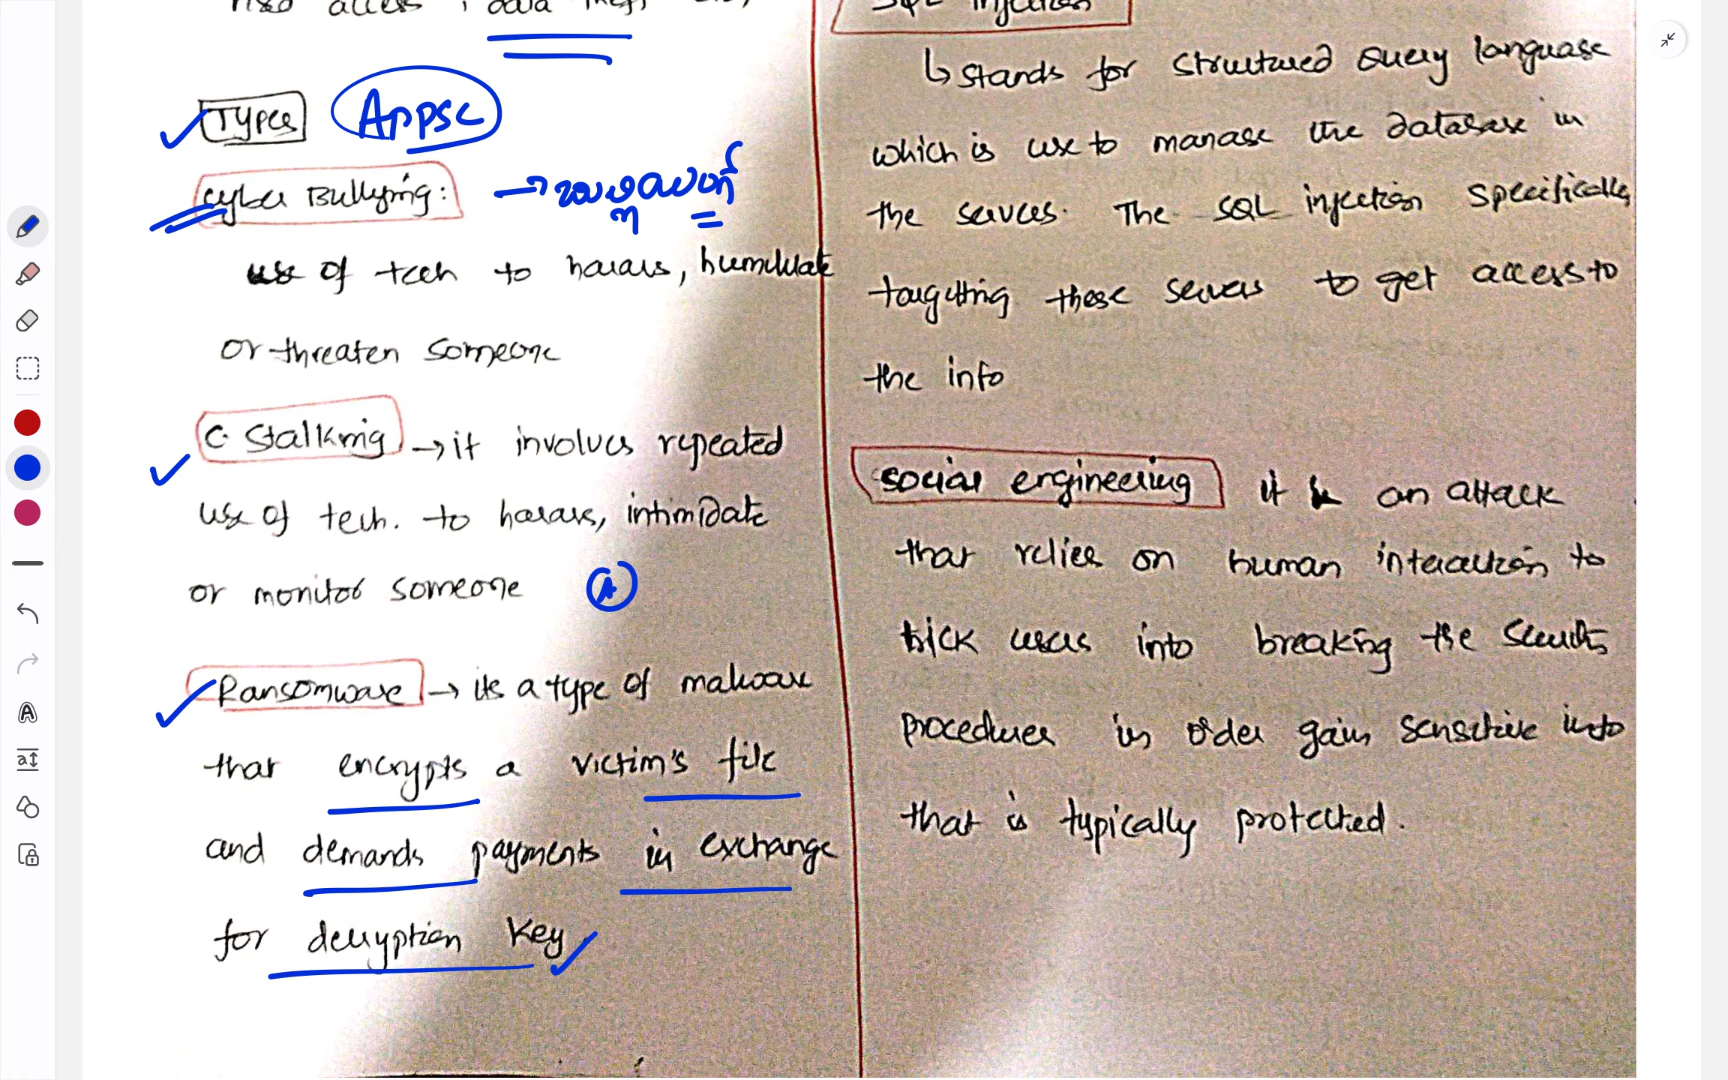 data
Types Appsc
Cyber Bullying: →
use of tech to harass, humiliate
or threaten someone
C. Stalking → it involves repeated
use of tech. to harass, intimidate
or monitor someone A
Ransomware → its a type of malware
that encrypts a victim's file
and demands payments in exchange
for decryption Key
SQL injection
↳ Stands for Structured Query language
which is use to manage the database in
the servers. The SQL injection Specifically
targetting these servers to get access to
the info
social engineering it is an attack
that relies on human interaction to
trick users into breaking the
procedures in order gain sensitive info
that is typically protected.